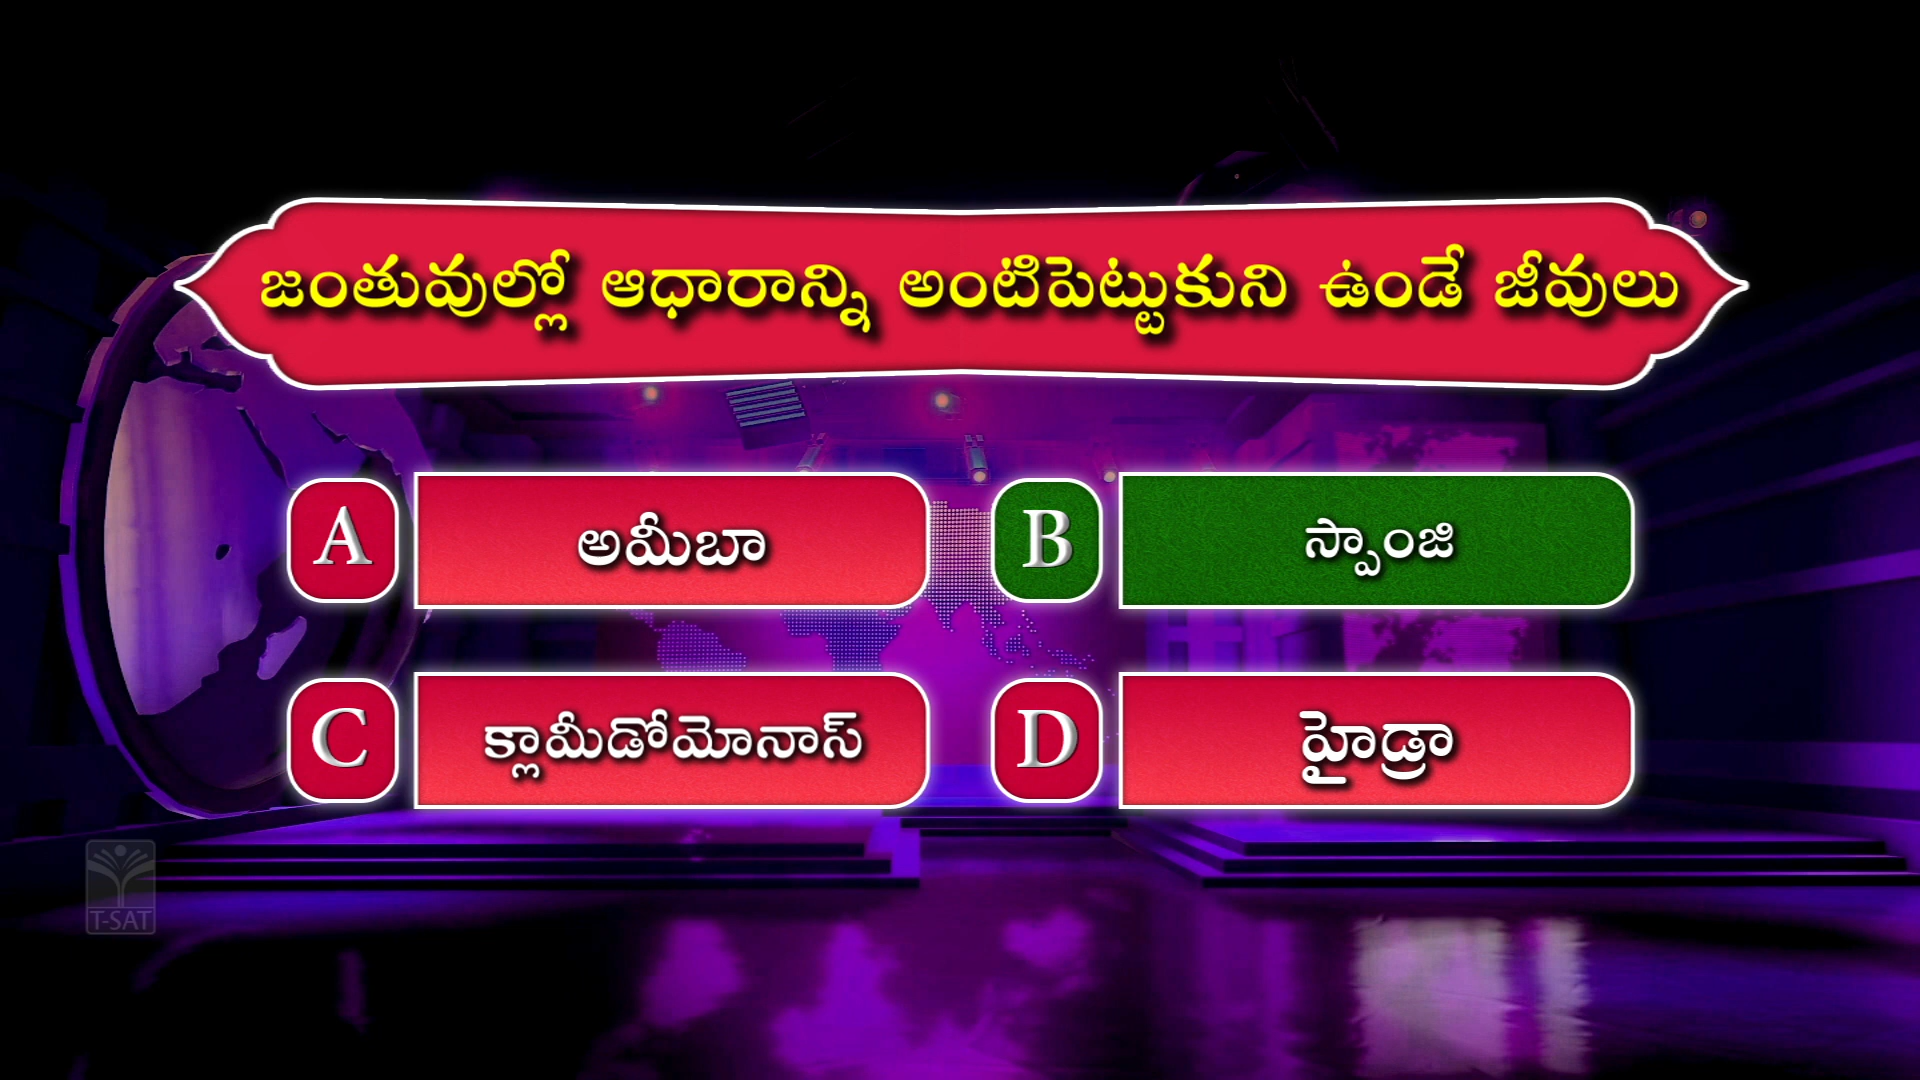 జంతువుల్లో ఆధారాన్ని అంటిపెట్టుకుని ఉండే జీవులు
A అమీబా
B స్పాంజి
C క్లామీడోమోనాస్
D హైడ్రా
T-SAT